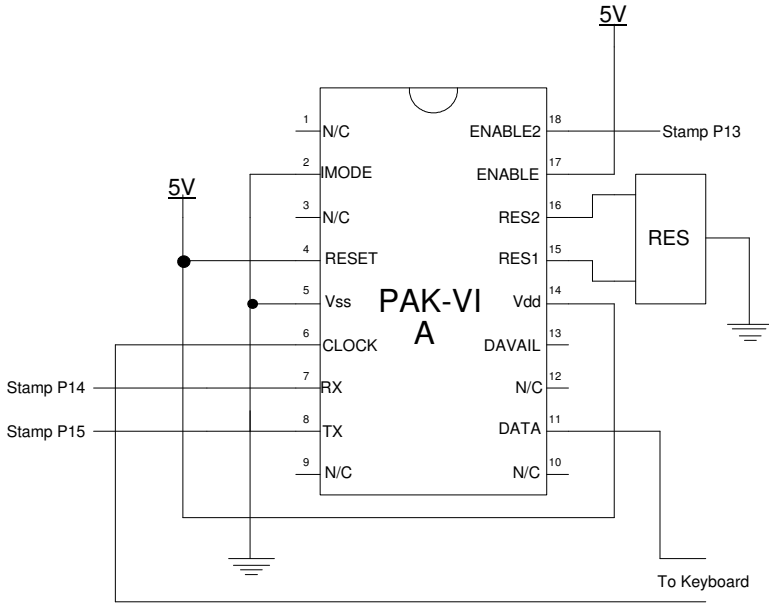 5V
1 N/C ENABLE2 18 Stamp P13
2 IMODE ENABLE 17
5V
3 N/C RES2 16
RES
4 RESET RES1 15
5 Vss PAK-VI Vdd 14
A
6 CLOCK DAVAIL 13
Stamp P14 7 RX N/C 12
Stamp P15 8 TX DATA 11
9 N/C N/C 10
To Keyboard